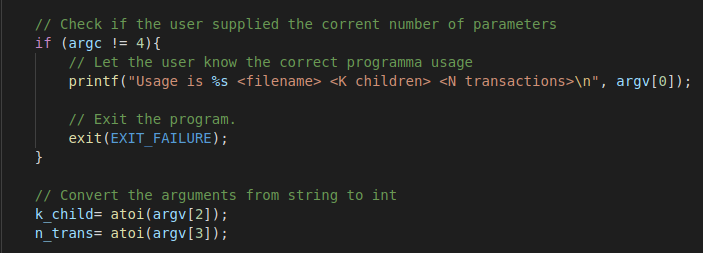 // Check if the user supplied the corrent number of parameters
if (argc != 4){
// Let the user know the correct programma usage
printf("Usage is %s <filename> <K children> <N transactions>\n", argv[0]);
// Exit the program.
exit(EXIT_FAILURE);
}
// Convert the arguments from string to int
k_child= atoi(argv[2]);
n_trans= atoi(argv[3]);